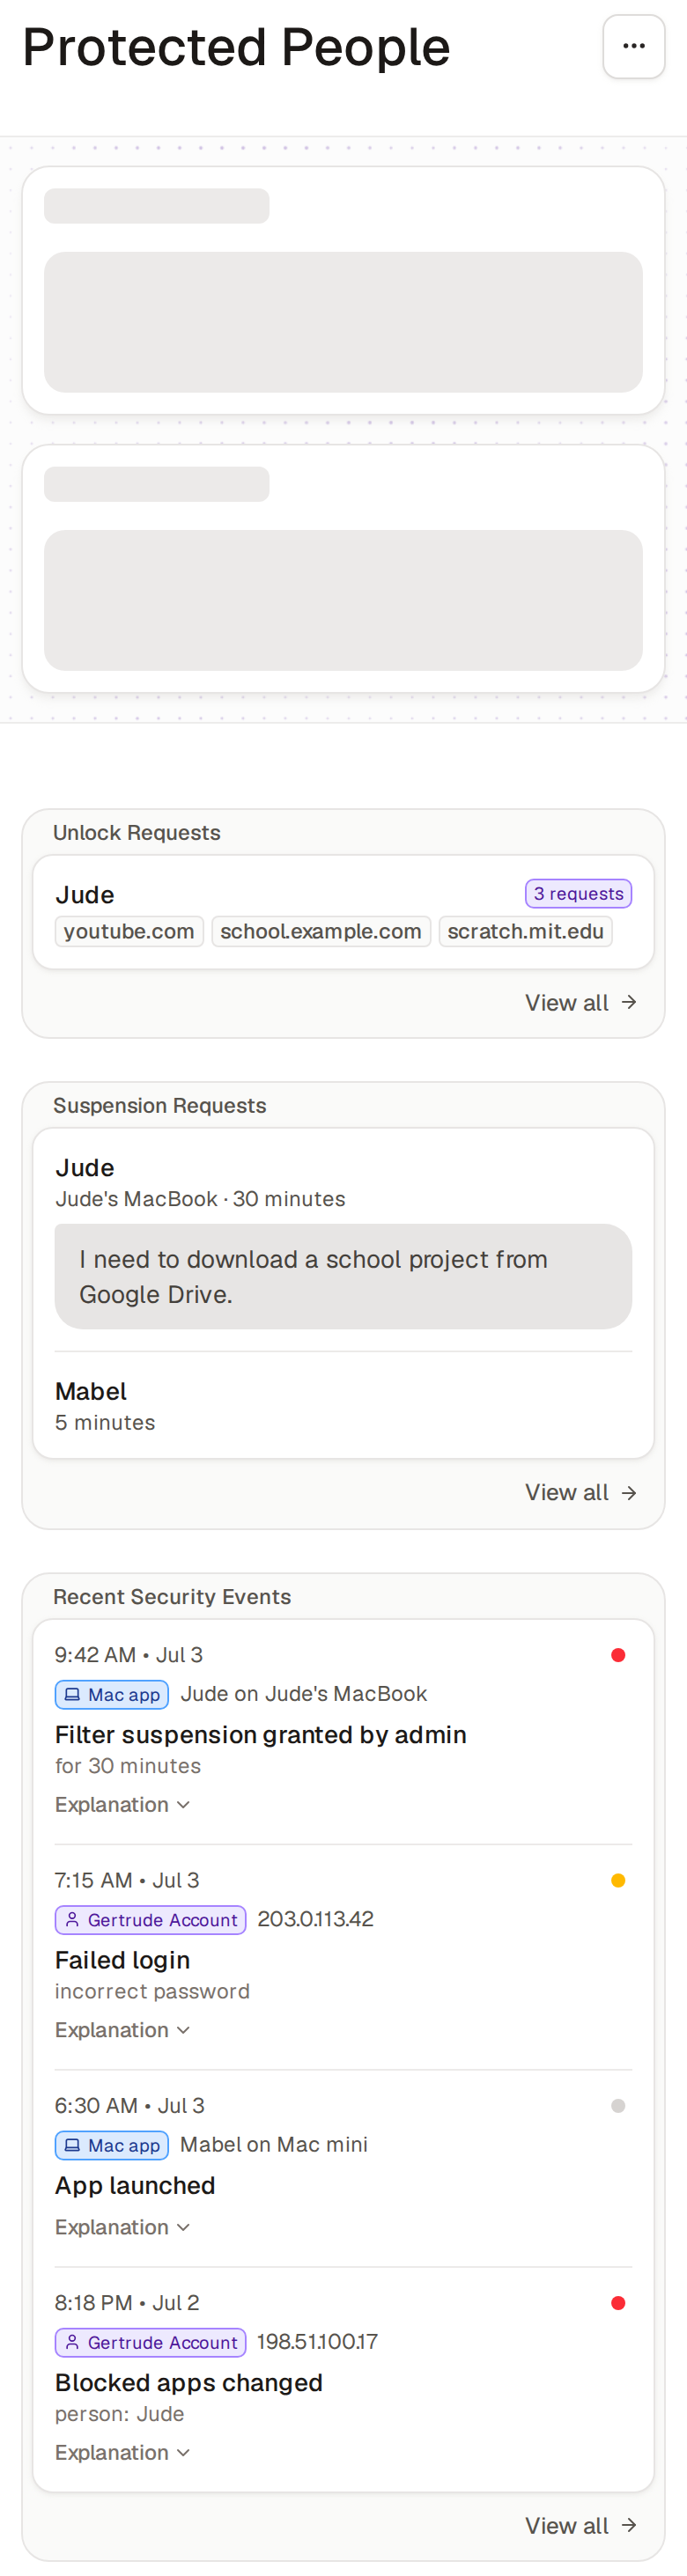 Protected People
Unlock Requests
Jude
3 requests
youtube.com school.example.com scratch.mit.edu
View all
Suspension Requests
Jude
Jude's MacBook · 30 minutes
I need to download a school project from
Google Drive.
Mabel
5 minutes
View all
Recent Security Events
9:42 AM • Jul 3
Mac app Jude on Jude's MacBook
Filter suspension granted by admin
for 30 minutes
Explanation
7:15 AM • Jul 3
Gertrude Account 203.0.113.42
Failed login
incorrect password
Explanation
6:30 AM • Jul 3
Mac app Mabel on Mac mini
App launched
Explanation
8:18 PM • Jul 2
Gertrude Account 198.51.100.17
Blocked apps changed
person: Jude
Explanation
View all